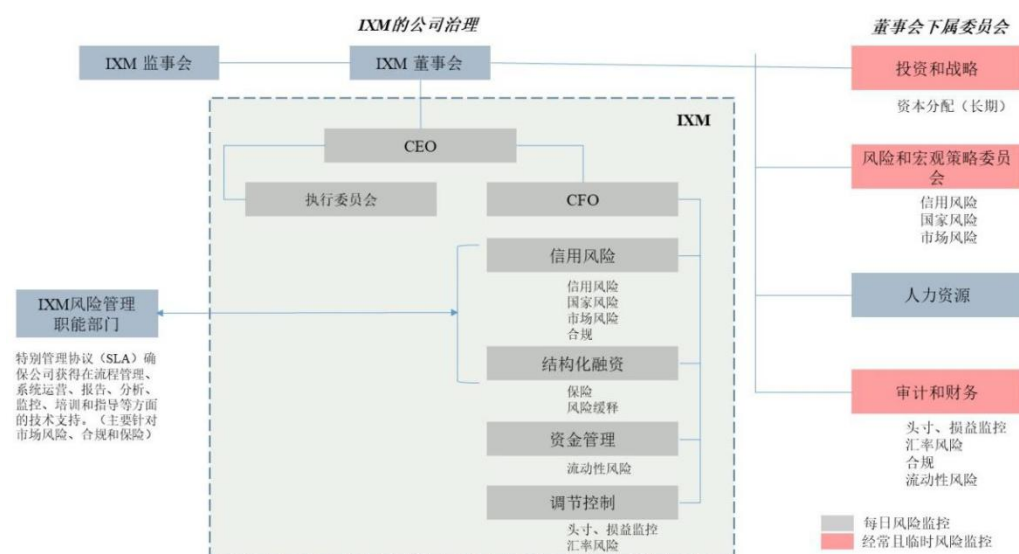 IXM的公司治理
董事会下属委员会
IXM 监事会
IXM 董事会
投资和战略
资本分配（长期）
IXM
CEO
风险和宏观策略委员
会
信用风险
国家风险
市场风险
执行委员会
CFO
信用风险
信用风险
国家风险
市场风险
合规
人力资源
IXM风险管理
职能部门
特别管理协议（SLA）确
保公司获得在流程管理、
系统运营、报告、分析、
监控、培训和指导等方面
的技术支持。（主要针对
市场风险、合规和保险）
结构化融资
保险
风险缓释
审计和财务
头寸、损益监控
汇率风险
合规
流动性风险
资金管理
流动性风险
调节控制
头寸、损益监控
汇率风险
每日风险监控
经常且临时风险监控